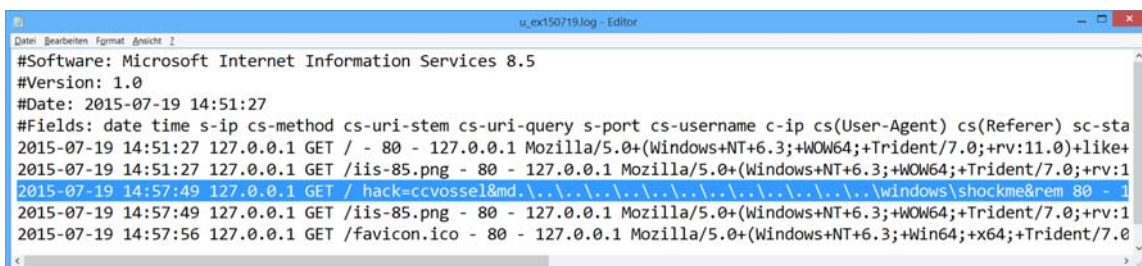 u_ex150719.log - Editor
Datei Bearbeiten Format Ansicht ?
#Software: Microsoft Internet Information Services 8.5
#Version: 1.0
#Date: 2015-07-19 14:51:27
#Fields: date time s-ip cs-method cs-uri-stem cs-uri-query s-port cs-username c-ip cs(User-Agent) cs(Referer) sc-sta
2015-07-19 14:51:27 127.0.0.1 GET / - 80 - 127.0.0.1 Mozilla/5.0+(Windows+NT+6.3;+WOW64;+Trident/7.0;+rv:11.0)+like+
2015-07-19 14:51:27 127.0.0.1 GET /iis-85.png - 80 - 127.0.0.1 Mozilla/5.0+(Windows+NT+6.3;+WOW64;+Trident/7.0;+rv:1
2015-07-19 14:57:49 127.0.0.1 GET / hack=ccvossel&md.\..\..\..\..\..\..\..\..\..\..\..\windows\shockme&rem 80 - 1
2015-07-19 14:57:49 127.0.0.1 GET /iis-85.png - 80 - 127.0.0.1 Mozilla/5.0+(Windows+NT+6.3;+WOW64;+Trident/7.0;+rv:1
2015-07-19 14:57:56 127.0.0.1 GET /favicon.ico - 80 - 127.0.0.1 Mozilla/5.0+(Windows+NT+6.3;+Win64;+x64;+Trident/7.0